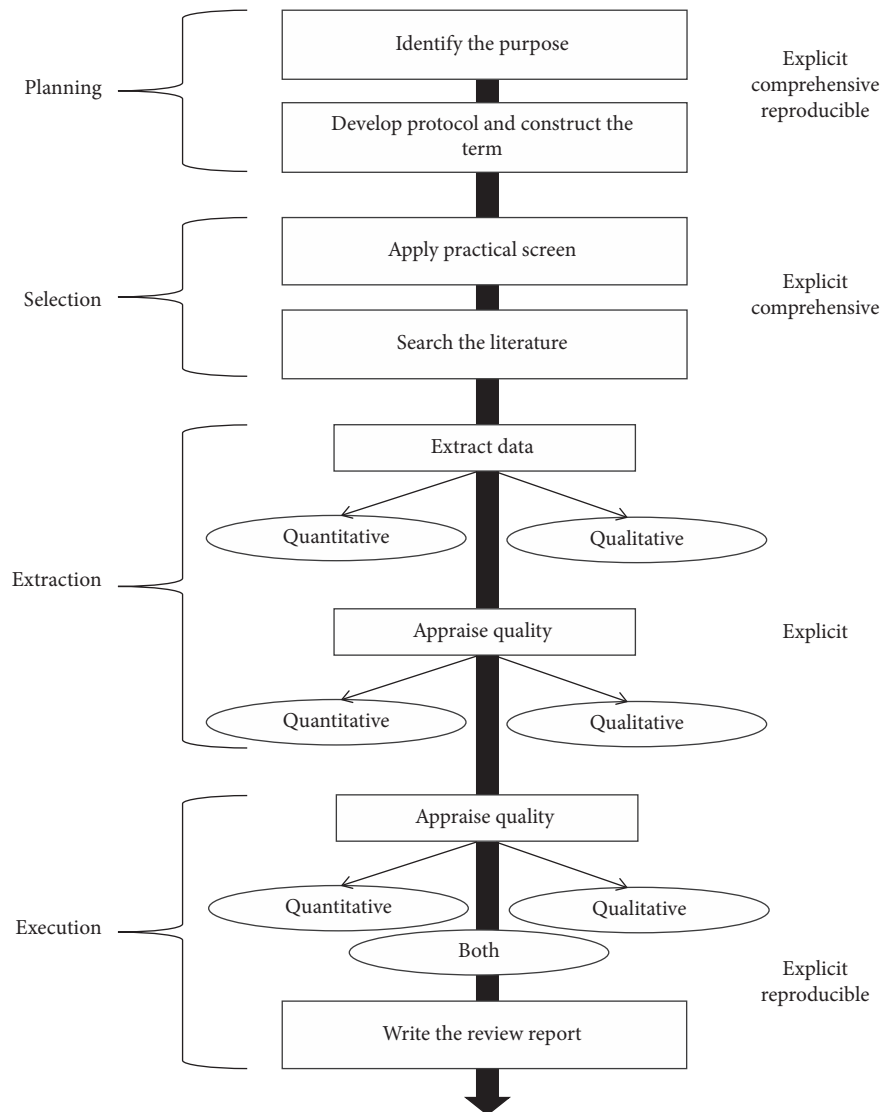 Planning
Identify the purpose
Develop protocol and construct the
term
Explicit
comprehensive
reproducible
Selection
Apply practical screen
Search the literature
Explicit
comprehensive
Extraction
Extract data
Quantitative
Qualitative
Appraise quality
Quantitative
Qualitative
Explicit
Execution
Appraise quality
Quantitative
Qualitative
Both
Write the review report
Explicit
reproducible